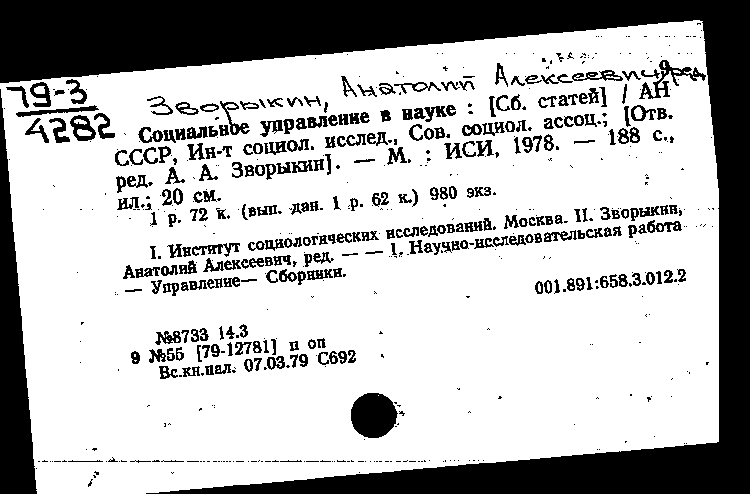 79-3
4282
Зворыкин, Анатолий Алексеевич, ред.
Социальное управление в науке : [Сб. статей] / АН
СССР, Ин-т социол. исслед., Сов. социол. ассоц.; [Отв.
ред. А. А. Зворыкин]. — М. : ИСИ, 1978. — 188 с.,
ил.; 20 см.
1 р. 72 к. (вып. дан. 1 р. 62 к.) 980 экз.
I. Институт социологических исследований. Москва. II. Зворыкин,
Анатолий Алексеевич, ред. — — 1. Научно-исследовательская работа
— Управление— Сборники.
001.891:658.3.012.2
№8733 14.3
9 №55 [79-12781] п оп
Вс.кн.пал. 07.03.79 С692